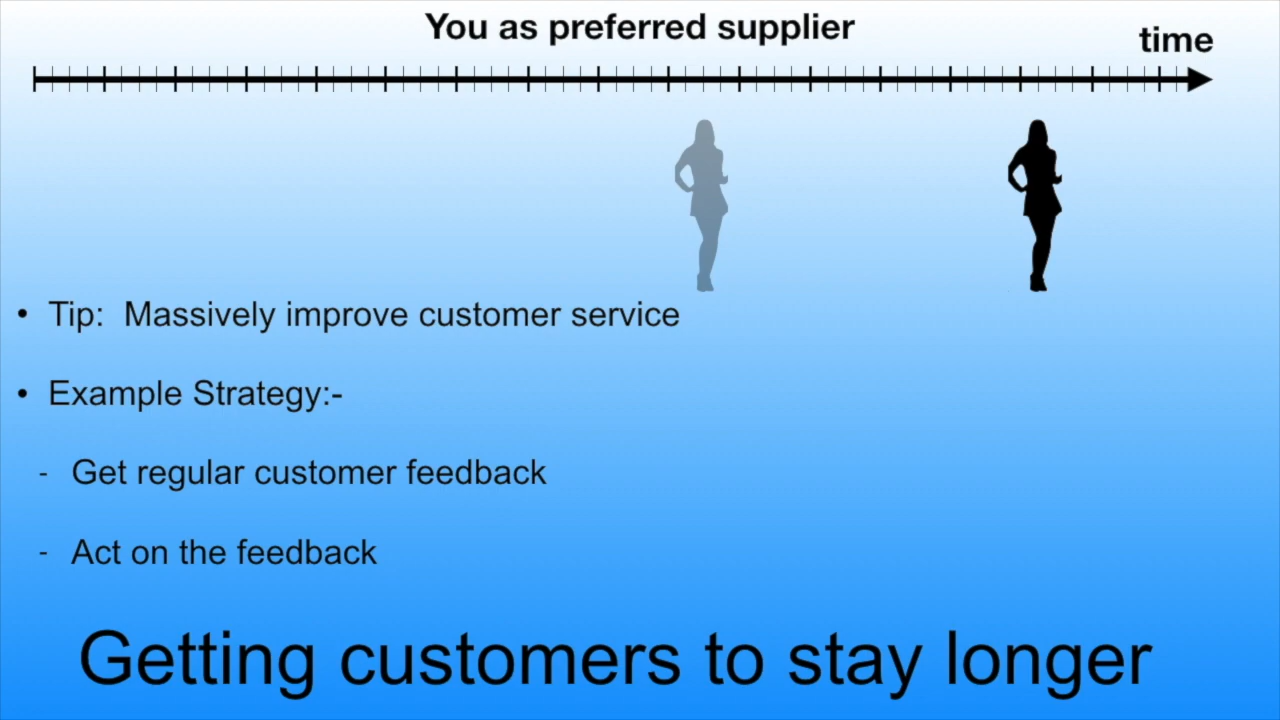 You as preferred supplier
time
• Tip: Massively improve customer service
• Example Strategy:-
- Get regular customer feedback
- Act on the feedback
Getting customers to stay longer